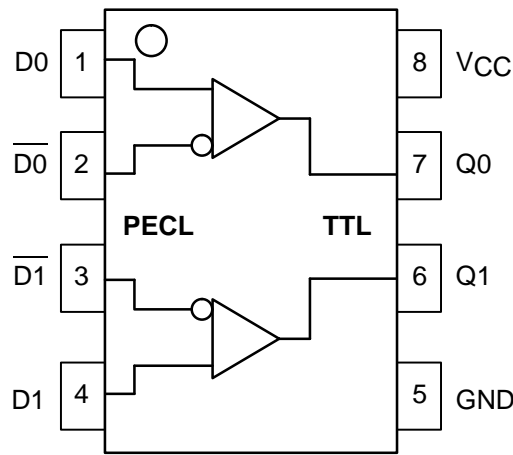 D0 1 8 VCC
D0 2 7 Q0
PECL TTL
D1 3 6 Q1
D1 4 5 GND